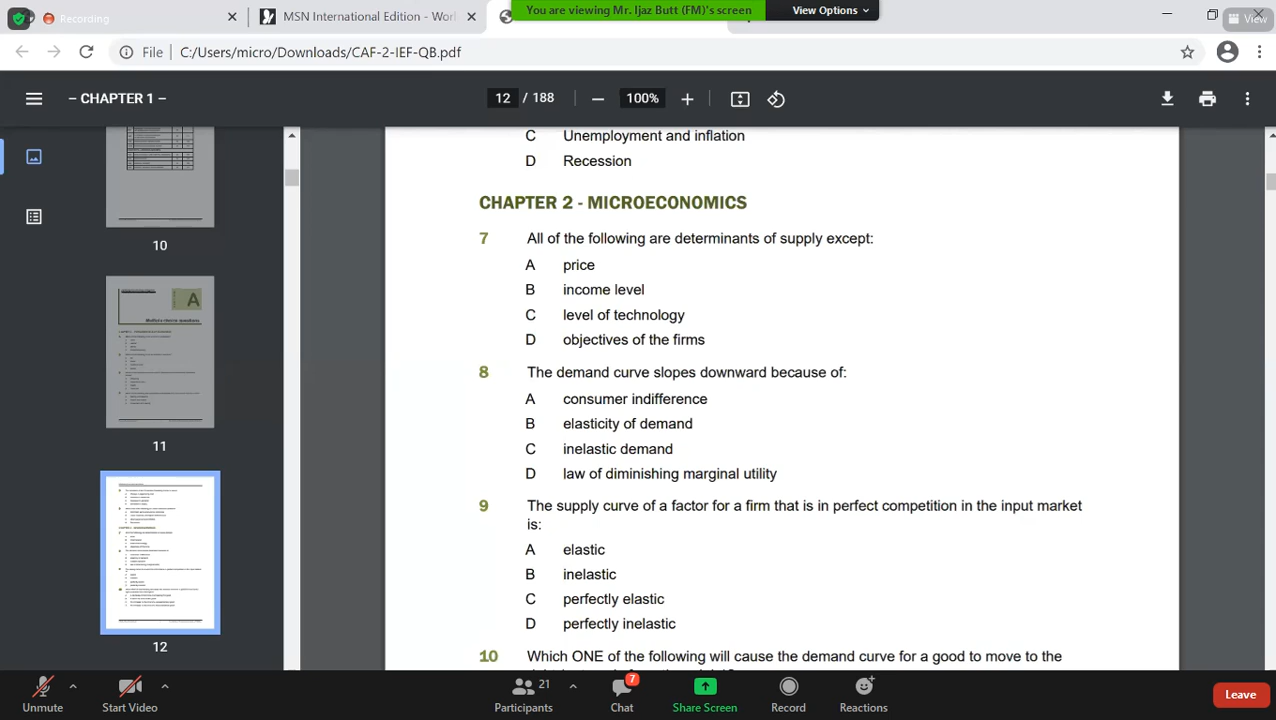 Recording
MSN International Edition - Work
You are viewing Mr. Ijaz Butt (FM)'s screen
View Options
View
File
C:/Users/micro/Downloads/CAF-2-IEF-QB.pdf
– CHAPTER 1 –
12 / 188
100%
C Unemployment and inflation
D Recession
CHAPTER 2 - MICROECONOMICS
7 All of the following are determinants of supply except:
A price
B income level
C level of technology
D objectives of the firms
8 The demand curve slopes downward because of:
A consumer indifference
B elasticity of demand
C inelastic demand
D law of diminishing marginal utility
9 The supply curve of a factor for a firm that is in perfect competition in the input market
is:
A elastic
B inelastic
C perfectly elastic
D perfectly inelastic
10 Which ONE of the following will cause the demand curve for a good to move to the
10
A
11
12
Unmute
Start Video
21
Participants
7
Chat
Share Screen
Record
Reactions
Leave